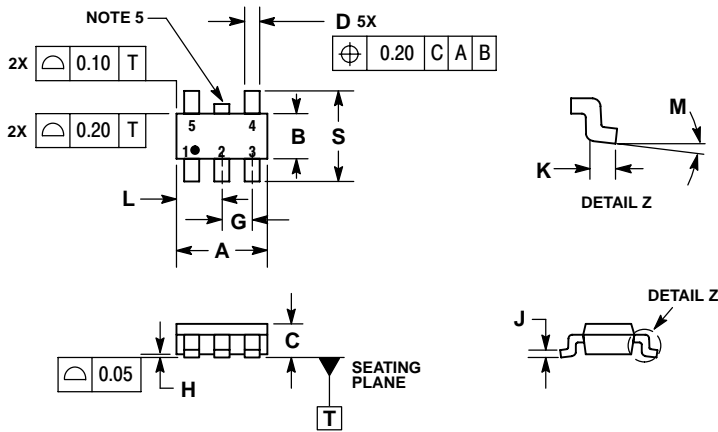 NOTE 5
D 5X
⌖ 0.20 C A B
2X ⌓ 0.10 T
2X ⌓ 0.20 T
5 4
1 2 3
B S
L
G
A
M
K
DETAIL Z
DETAIL Z
J
C
⌓ 0.05
H
SEATING
PLANE
T